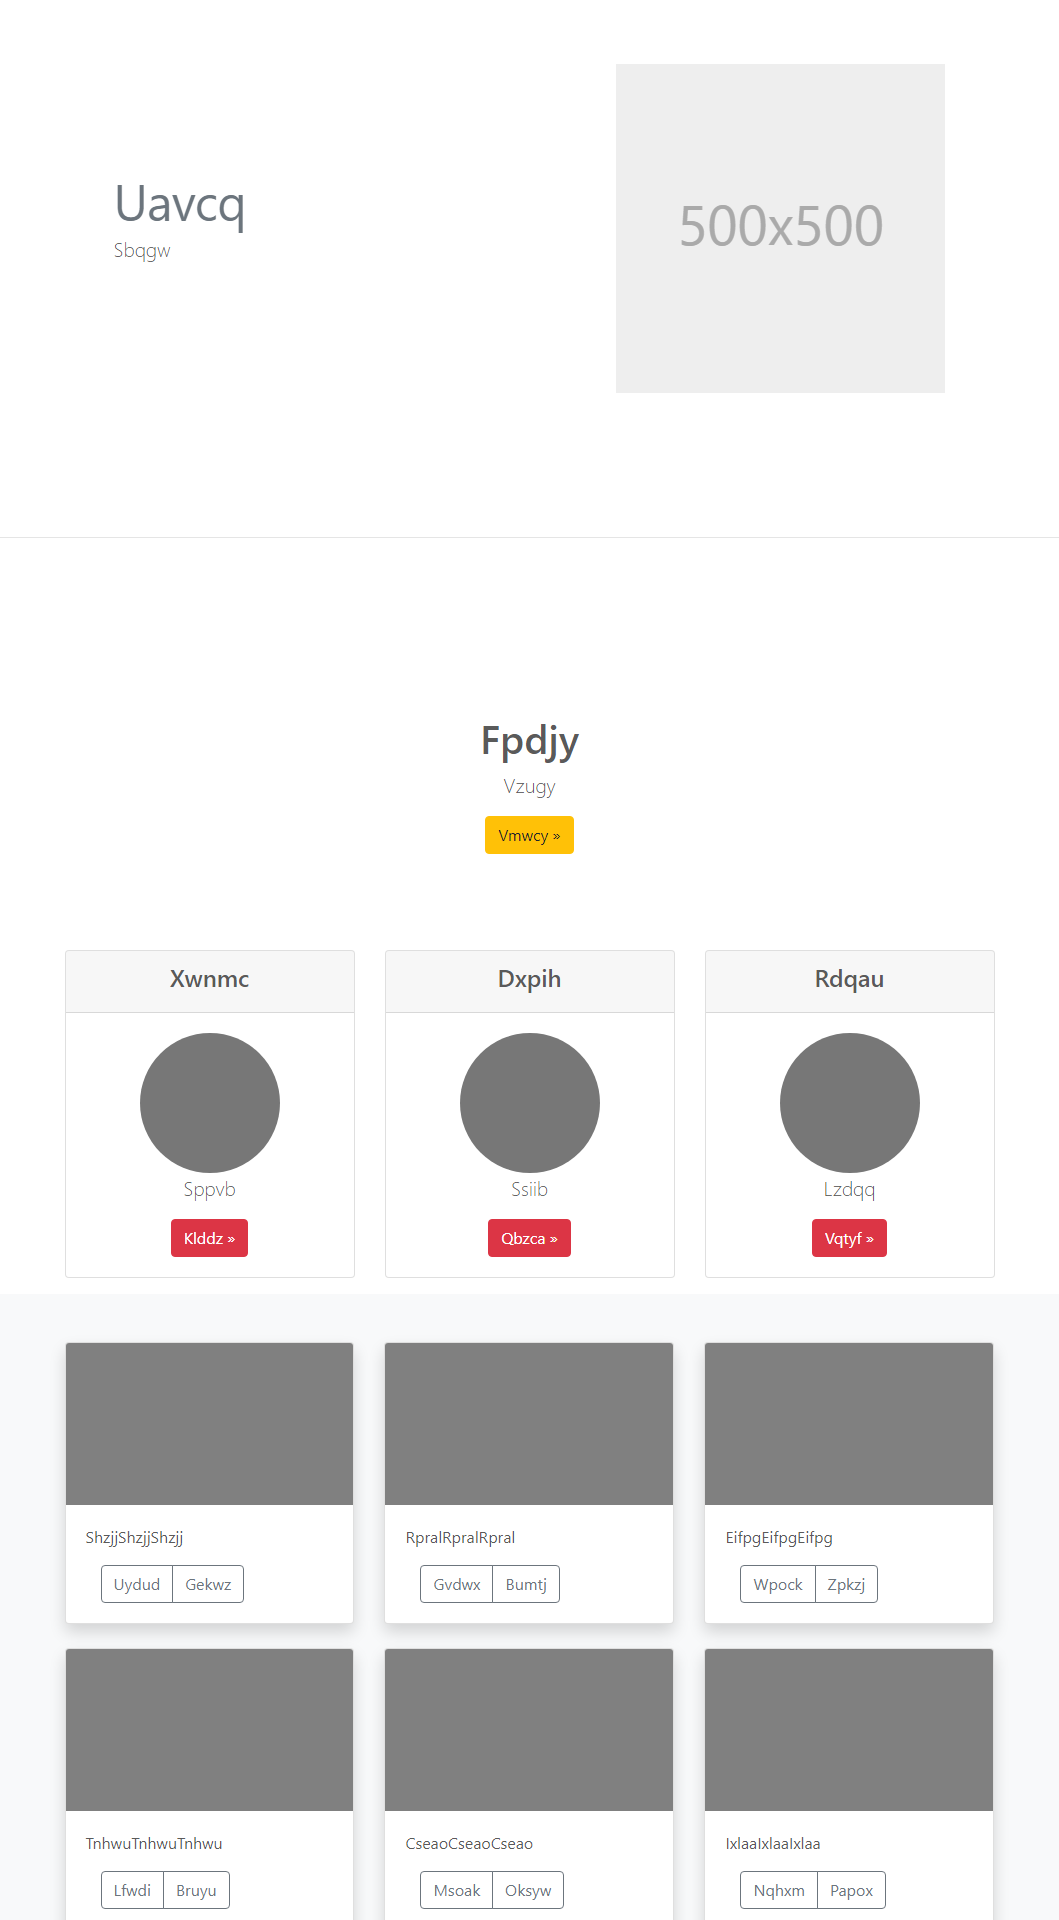 Uavcq
Sbqgw
500x500
Fpdjy
Vzugy
Vmwcy »
Xwnmc
Sppvb
Klddz »
Dxpih
Ssiib
Qbzca »
Rdqau
Lzdqq
Vqtyf »
ShzjjShzjjShzjj
Uydud Gekwz
RpralRpralRpral
Gvdwx Bumtj
EifpgEifpgEifpg
Wpock Zpkzj
TnhwuTnhwuTnhwu
Lfwdi Bruyu
CseaoCseaoCseao
Msoak Oksyw
IxlaaIxlaaIxlaa
Nqhxm Papox